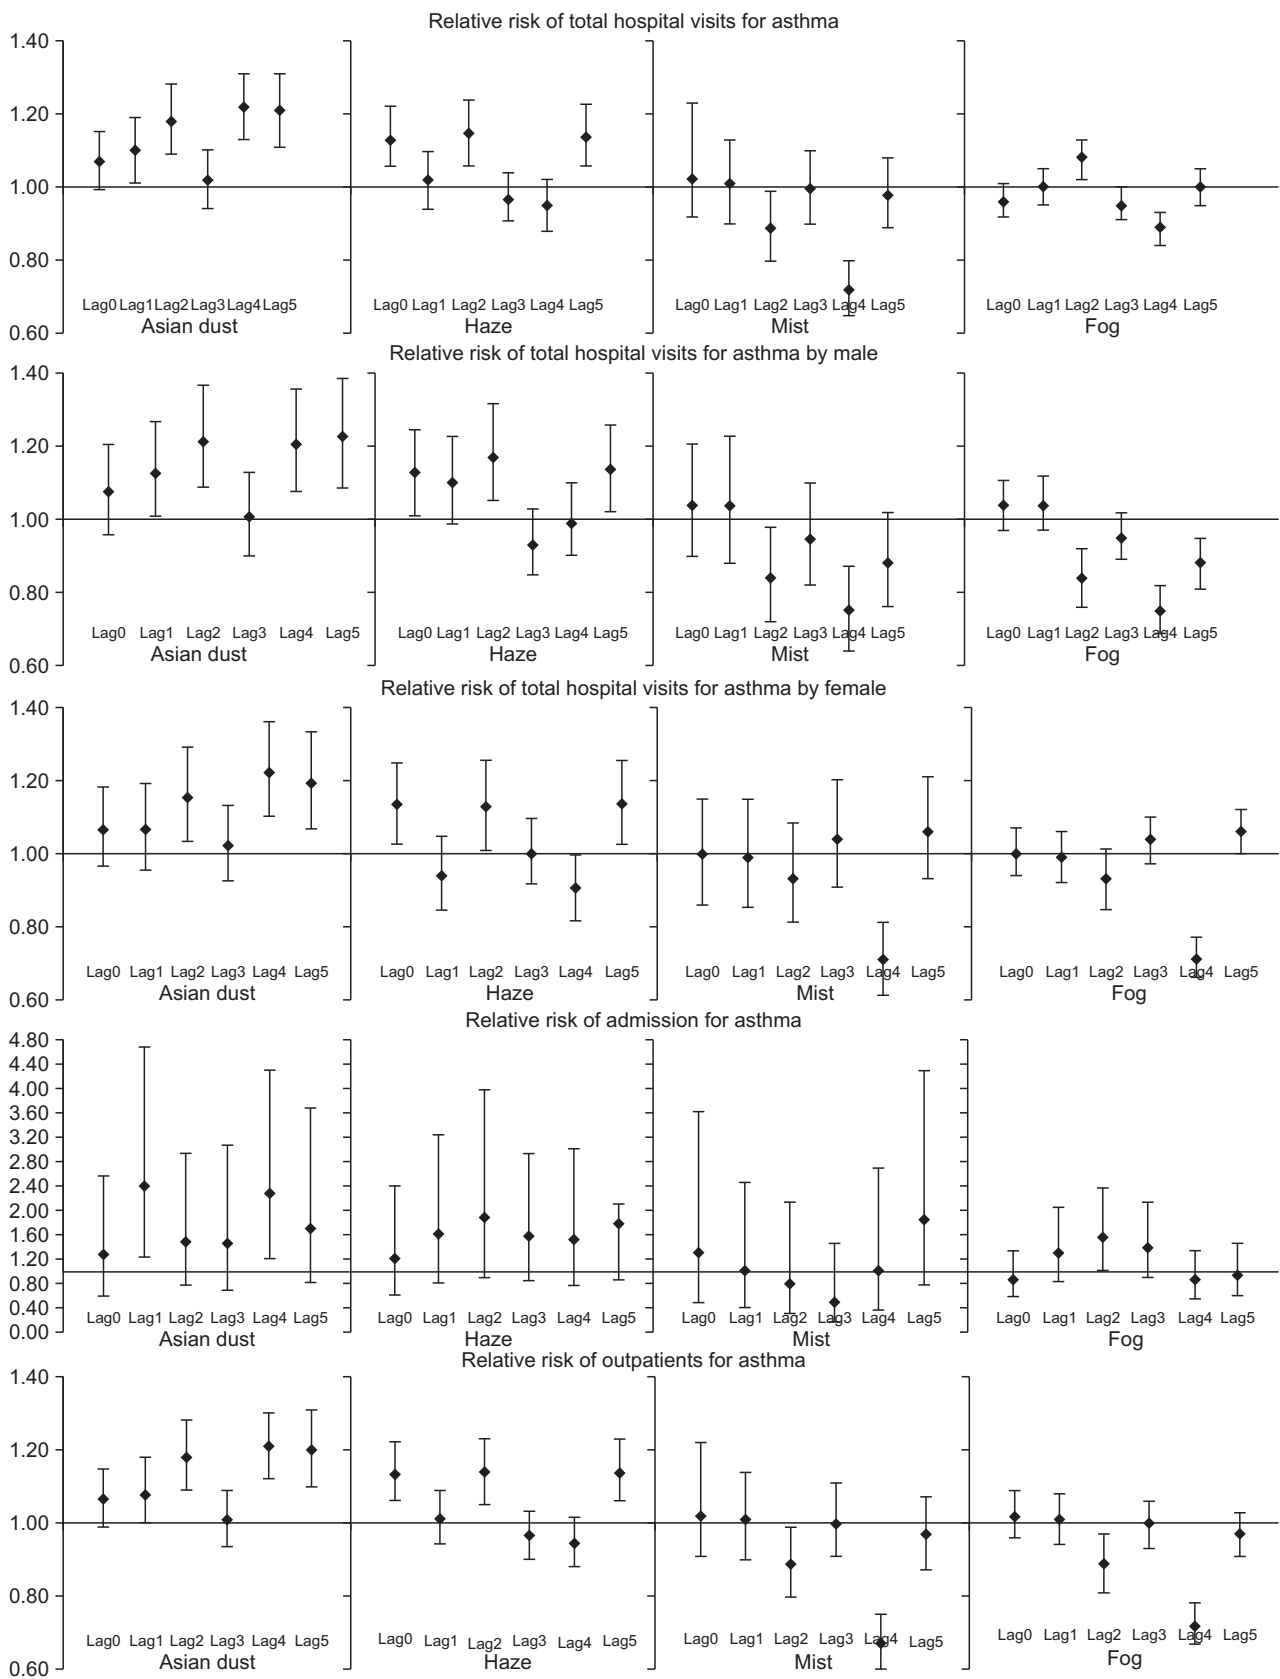 Relative risk of total hospital visits for asthma
1.40
1.20
1.00
0.80
0.60
Lag0 Lag1 Lag2 Lag3 Lag4 Lag5 Lag0 Lag1 Lag2 Lag3 Lag4 Lag5 Lag0 Lag1 Lag2 Lag3 Lag4 Lag5 Lag0 Lag1 Lag2 Lag3 Lag4 Lag5
Asian dust Haze Mist Fog
Relative risk of total hospital visits for asthma by male
1.40
1.20
1.00
0.80
0.60
Lag0 Lag1 Lag2 Lag3 Lag4 Lag5 Lag0 Lag1 Lag2 Lag3 Lag4 Lag5 Lag0 Lag1 Lag2 Lag3 Lag4 Lag5 Lag0 Lag1 Lag2 Lag3 Lag4 Lag5
Asian dust Haze Mist Fog
Relative risk of total hospital visits for asthma by female
1.40
1.20
1.00
0.80
0.60
Lag0 Lag1 Lag2 Lag3 Lag4 Lag5 Lag0 Lag1 Lag2 Lag3 Lag4 Lag5 Lag0 Lag1 Lag2 Lag3 Lag4 Lag5 Lag0 Lag1 Lag2 Lag3 Lag4 Lag5
Asian dust Haze Mist Fog
Relative risk of admission for asthma
4.80
4.40
4.00
3.60
3.20
2.80
2.40
2.00
1.60
1.20
0.80
0.40
0.00
Lag0 Lag1 Lag2 Lag3 Lag4 Lag5 Lag0 Lag1 Lag2 Lag3 Lag4 Lag5 Lag0 Lag1 Lag2 Lag3 Lag4 Lag5 Lag0 Lag1 Lag2 Lag3 Lag4 Lag5
Asian dust Haze Mist Fog
Relative risk of outpatients for asthma
1.40
1.20
1.00
0.80
0.60
Lag0 Lag1 Lag2 Lag3 Lag4 Lag5 Lag0 Lag1 Lag2 Lag3 Lag4 Lag5 Lag0 Lag1 Lag2 Lag3 Lag4 Lag5 Lag0 Lag1 Lag2 Lag3 Lag4 Lag5
Asian dust Haze Mist Fog